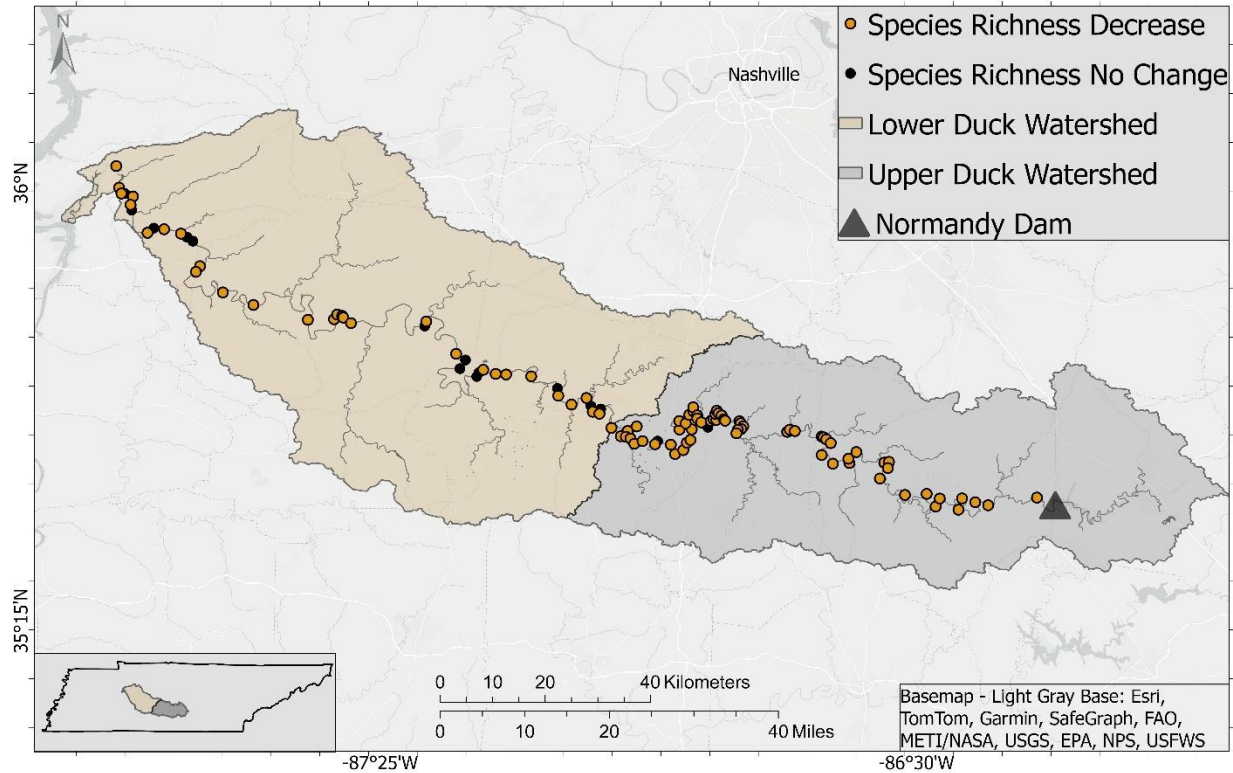 N
Nashville
Species Richness Decrease
Species Richness No Change
Lower Duck Watershed
Upper Duck Watershed
Normandy Dam
36°N
35°15'N
0 10 20 40 Kilometers
0 10 20 40 Miles
Basemap - Light Gray Base: Esri,
TomTom, Garmin, SafeGraph, FAO,
METI/NASA, USGS, EPA, NPS, USFWS
-87°25'W
-86°30'W